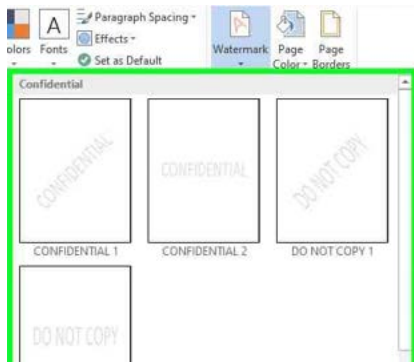 A
Paragraph Spacing
Effects
Set as Default
olors
Fonts
Watermark
Page Color
Page Borders
Confidential
CONFIDENTIAL
CONFIDENTIAL
DO NOT COPY
CONFIDENTIAL 1
CONFIDENTIAL 2
DO NOT COPY 1
DO NOT COPY